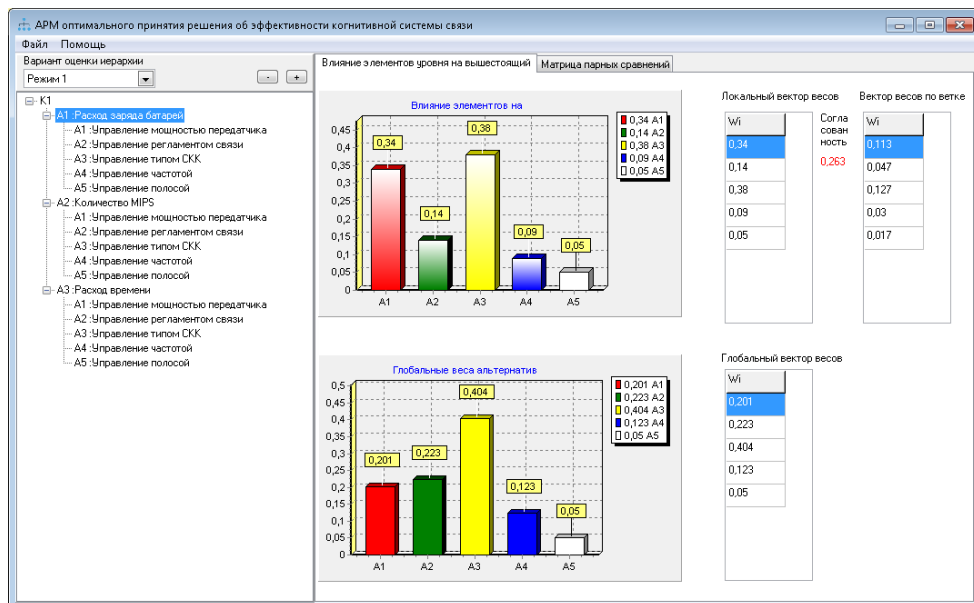 АРМ оптимального принятия решения об эффективности когнитивной системы связи
Файл Помощь
Вариант оценки иерархии
Режим 1
- +
K1
A1 :Расход заряда батарей
A1 :Управление мощностью передатчика
A2 :Управление регламентом связи
A3 :Управление типом СКК
A4 :Управление частотой
A5 :Управление полосой
A2 :Количество MIPS
A1 :Управление мощностью передатчика
A2 :Управление регламентом связи
A3 :Управление типом СКК
A4 :Управление частотой
A5 :Управление полосой
A3 :Расход времени
A1 :Управление мощностью передатчика
A2 :Управление регламентом связи
A3 :Управление типом СКК
A4 :Управление частотой
A5 :Управление полосой
Влияние элементов уровня на вышестоящий Матрица парных сравнений
Влияние элементов на
0,45
0,4
0,35
0,3
0,25
0,2
0,15
0,1
0,05
0
0,34
0,14
0,38
0,09
0,05
A1 A2 A3 A4 A5
0,34 A1
0,14 A2
0,38 A3
0,09 A4
0,05 A5
Локальный вектор весов
Wi
0,34
0,14
0,38
0,09
0,05
Согла
сован
ность
0,263
Вектор весов по ветке
Wi
0,113
0,047
0,127
0,03
0,017
Глобальные веса альтернатив
0,5
0,45
0,4
0,35
0,3
0,25
0,2
0,15
0,1
0,05
0
0,201
0,223
0,404
0,123
0,05
A1 A2 A3 A4 A5
0,201 A1
0,223 A2
0,404 A3
0,123 A4
0,05 A5
Глобальный вектор весов
Wi
0,201
0,223
0,404
0,123
0,05